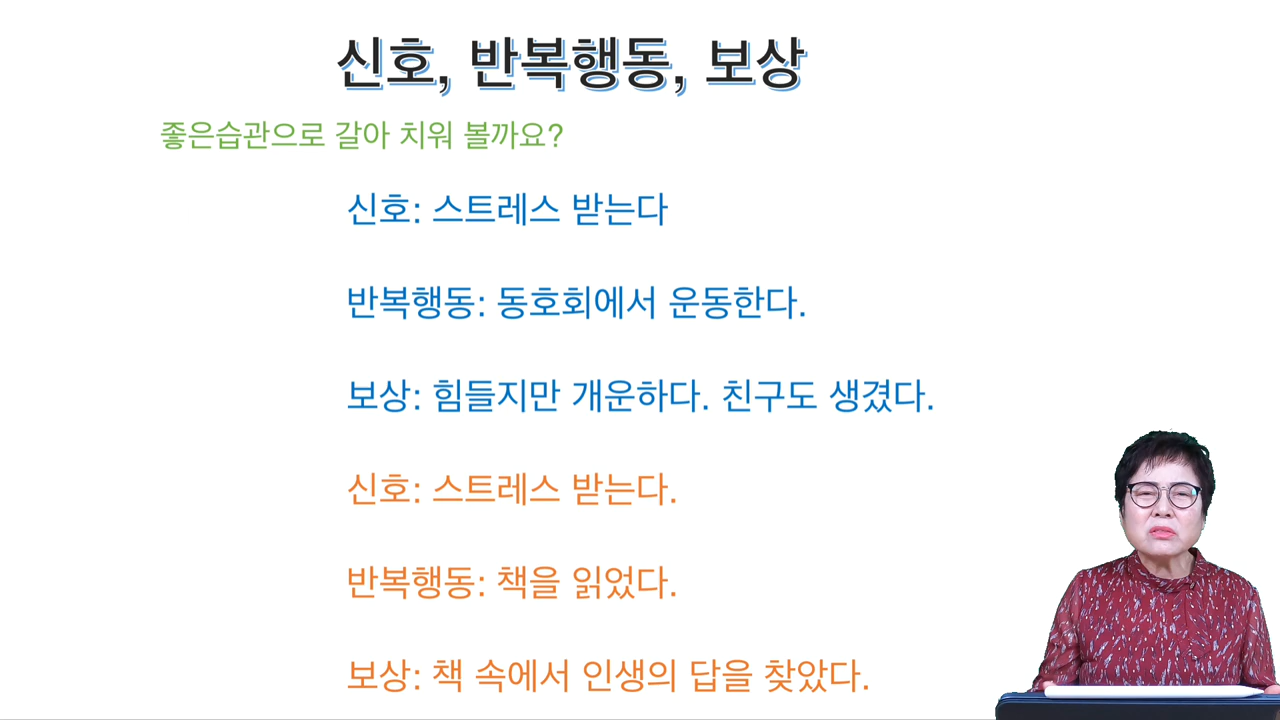 신호, 반복행동, 보상
좋은습관으로 갈아 치워 볼까요?
신호: 스트레스 받는다
반복행동: 동호회에서 운동한다.
보상: 힘들지만 개운하다. 친구도 생겼다.
신호: 스트레스 받는다.
반복행동: 책을 읽었다.
보상: 책 속에서 인생의 답을 찾았다.